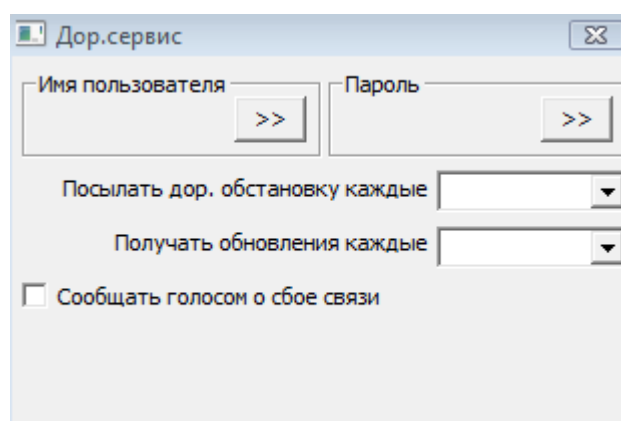 Дор.сервис
Имя пользователя
Пароль
>>
>>
Посылать дор. обстановку каждые
Получать обновления каждые
Сообщать голосом о сбое связи